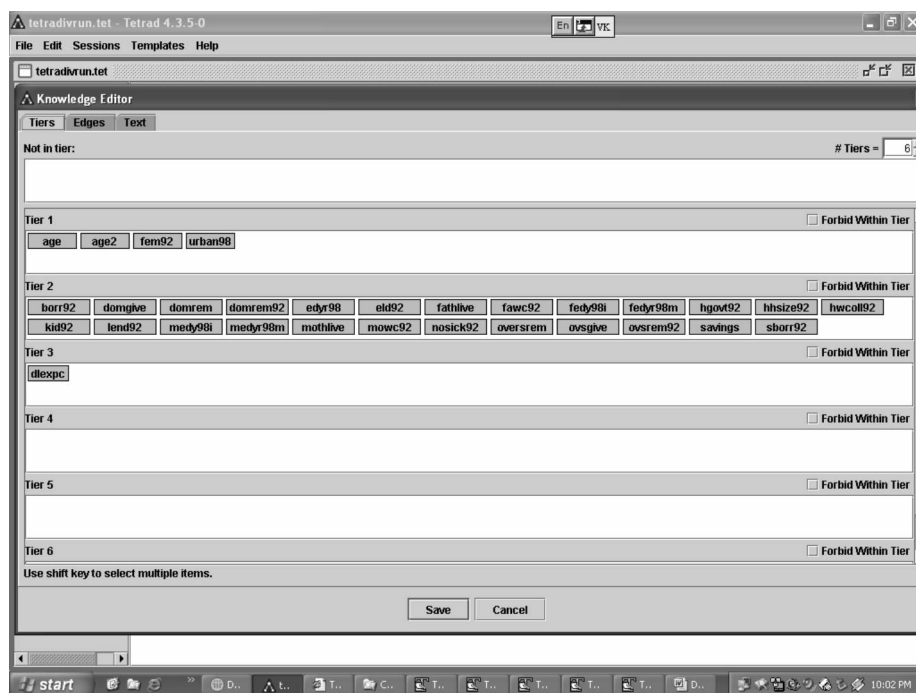 tetradivrun.tet - Tetrad 4.3.5-0
En VK
File Edit Sessions Templates Help
tetradivrun.tet
Knowledge Editor
Tiers Edges Text
Not in tier: # Tiers = 6
Tier 1 Forbid Within Tier
age age2 fem92 urban98
Tier 2 Forbid Within Tier
borr92 domgive domrem domrem92 edyr98 eld92 fathlive fawc92 fedy98i fedyr98m hgovt92 hhsize92 hwcoll92
kid92 lend92 medy98i medyr98m mothlive mowc92 nosick92 oversrem ovsgive ovsrem92 savings sborr92
Tier 3 Forbid Within Tier
dlexpc
Tier 4 Forbid Within Tier
Tier 5 Forbid Within Tier
Tier 6 Forbid Within Tier
Use shift key to select multiple items.
Save Cancel
start » D.. t.. T.. C.. T.. T.. T.. T.. T.. D.. 10:02 PM